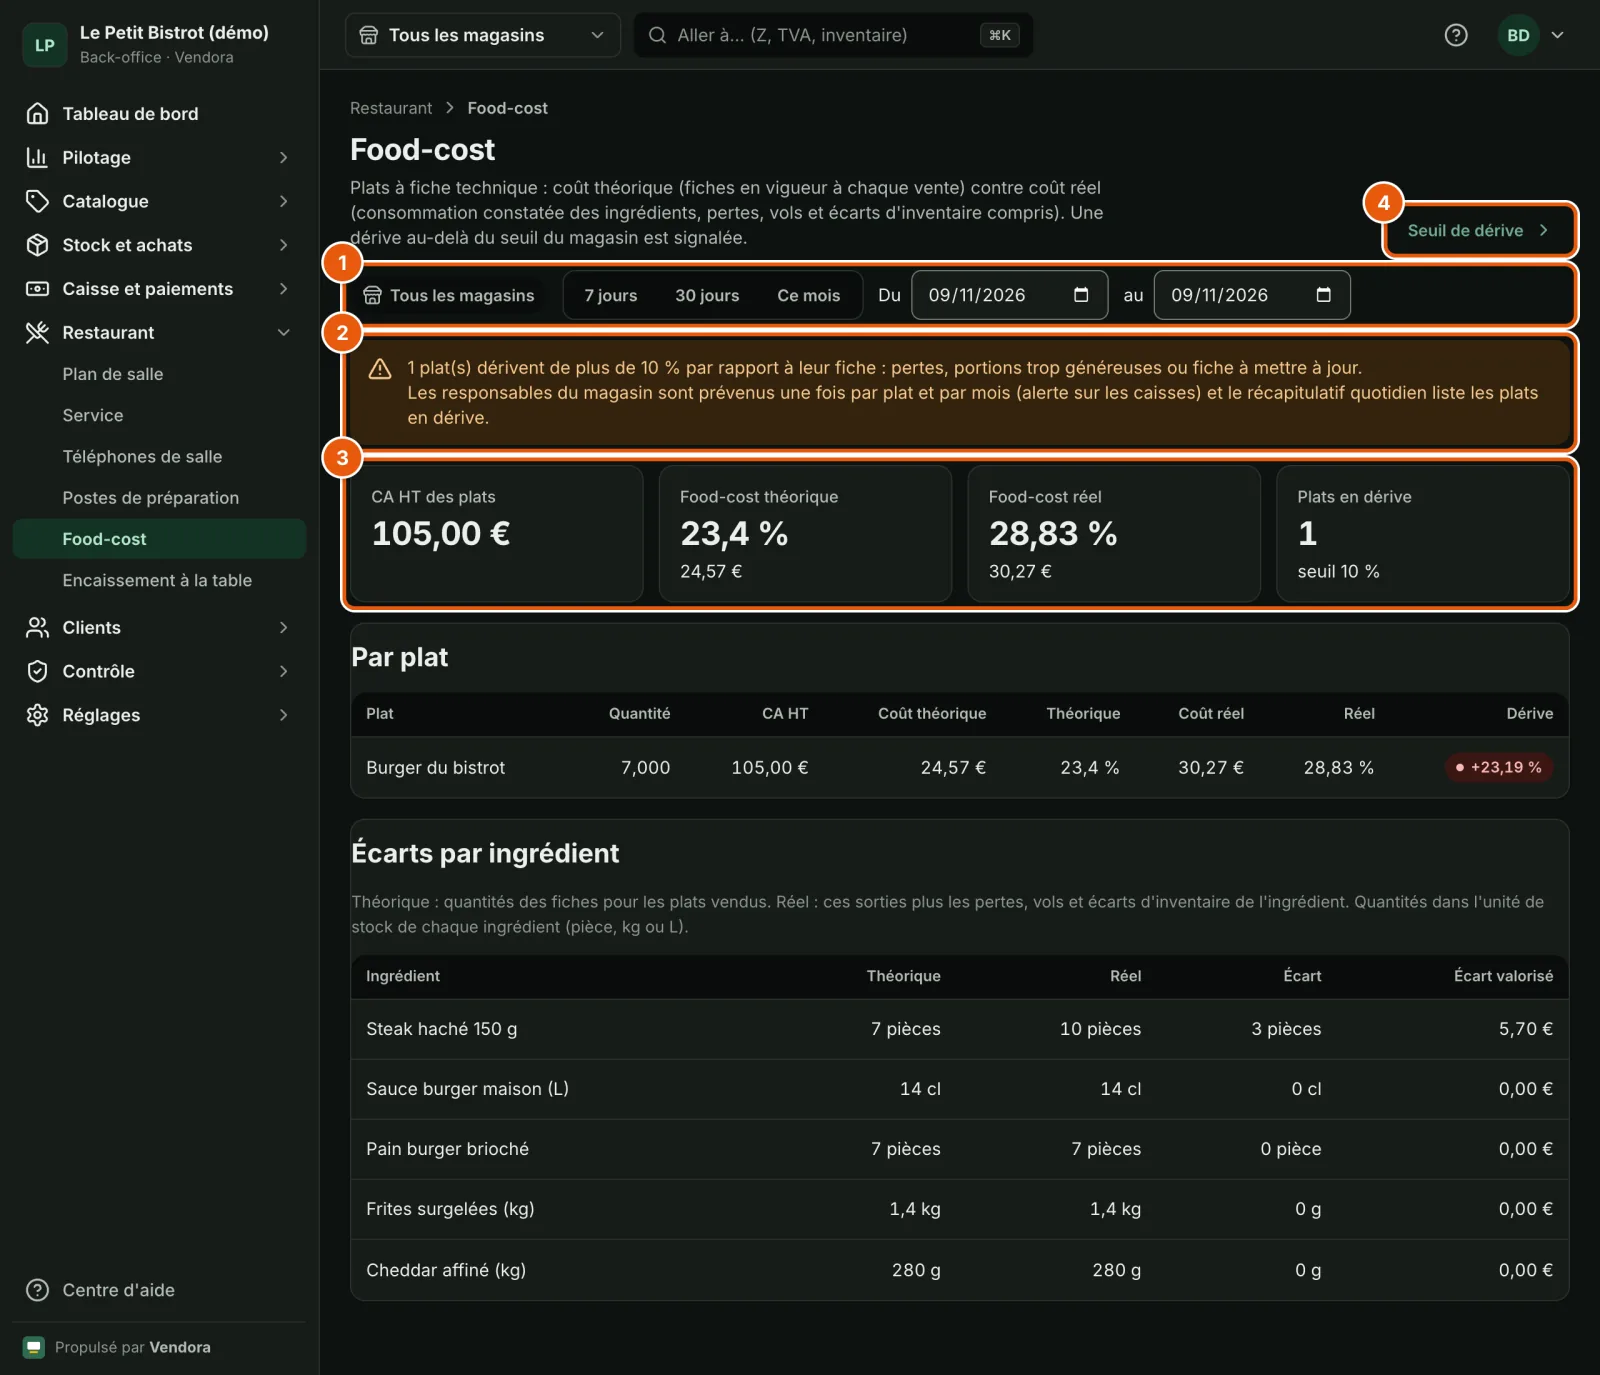 LP
Le Petit Bistrot (démo)
Back-office · Vendora
Tous les magasins
Aller à... (Z, TVA, inventaire)
⌘K
BD
Tableau de bord
Pilotage
Catalogue
Stock et achats
Caisse et paiements
Restaurant
Plan de salle
Service
Téléphones de salle
Postes de préparation
Food-cost
Encaissement à la table
Clients
Contrôle
Réglages
Centre d'aide
Propulsé par Vendora
Restaurant > Food-cost
Food-cost
Plats à fiche technique : coût théorique (fiches en vigueur à chaque vente) contre coût réel
(consommation constatée des ingrédients, pertes, vols et écarts d'inventaire compris). Une
dérive au-delà du seuil du magasin est signalée.
4
Seuil de dérive
1
Tous les magasins 7 jours 30 jours Ce mois Du 09/11/2026 au 09/11/2026
2
1 plat(s) dérivent de plus de 10 % par rapport à leur fiche : pertes, portions trop généreuses ou fiche à mettre à jour.
Les responsables du magasin sont prévenus une fois par plat et par mois (alerte sur les caisses) et le récapitulatif quotidien liste les plats
en dérive.
3
CA HT des plats
105,00 €
Food-cost théorique
23,4 %
24,57 €
Food-cost réel
28,83 %
30,27 €
Plats en dérive
1
seuil 10 %
Par plat
Plat Quantité CA HT Coût théorique Théorique Coût réel Réel Dérive
Burger du bistrot 7,000 105,00 € 24,57 € 23,4 % 30,27 € 28,83 % +23,19 %
Écarts par ingrédient
Théorique : quantités des fiches pour les plats vendus. Réel : ces sorties plus les pertes, vols et écarts d'inventaire de l'ingrédient. Quantités dans l'unité de
stock de chaque ingrédient (pièce, kg ou L).
Ingrédient Théorique Réel Écart Écart valorisé
Steak haché 150 g 7 pièces 10 pièces 3 pièces 5,70 €
Sauce burger maison (L) 14 cl 14 cl 0 cl 0,00 €
Pain burger brioché 7 pièces 7 pièces 0 pièce 0,00 €
Frites surgelées (kg) 1,4 kg 1,4 kg 0 g 0,00 €
Cheddar affiné (kg) 280 g 280 g 0 g 0,00 €